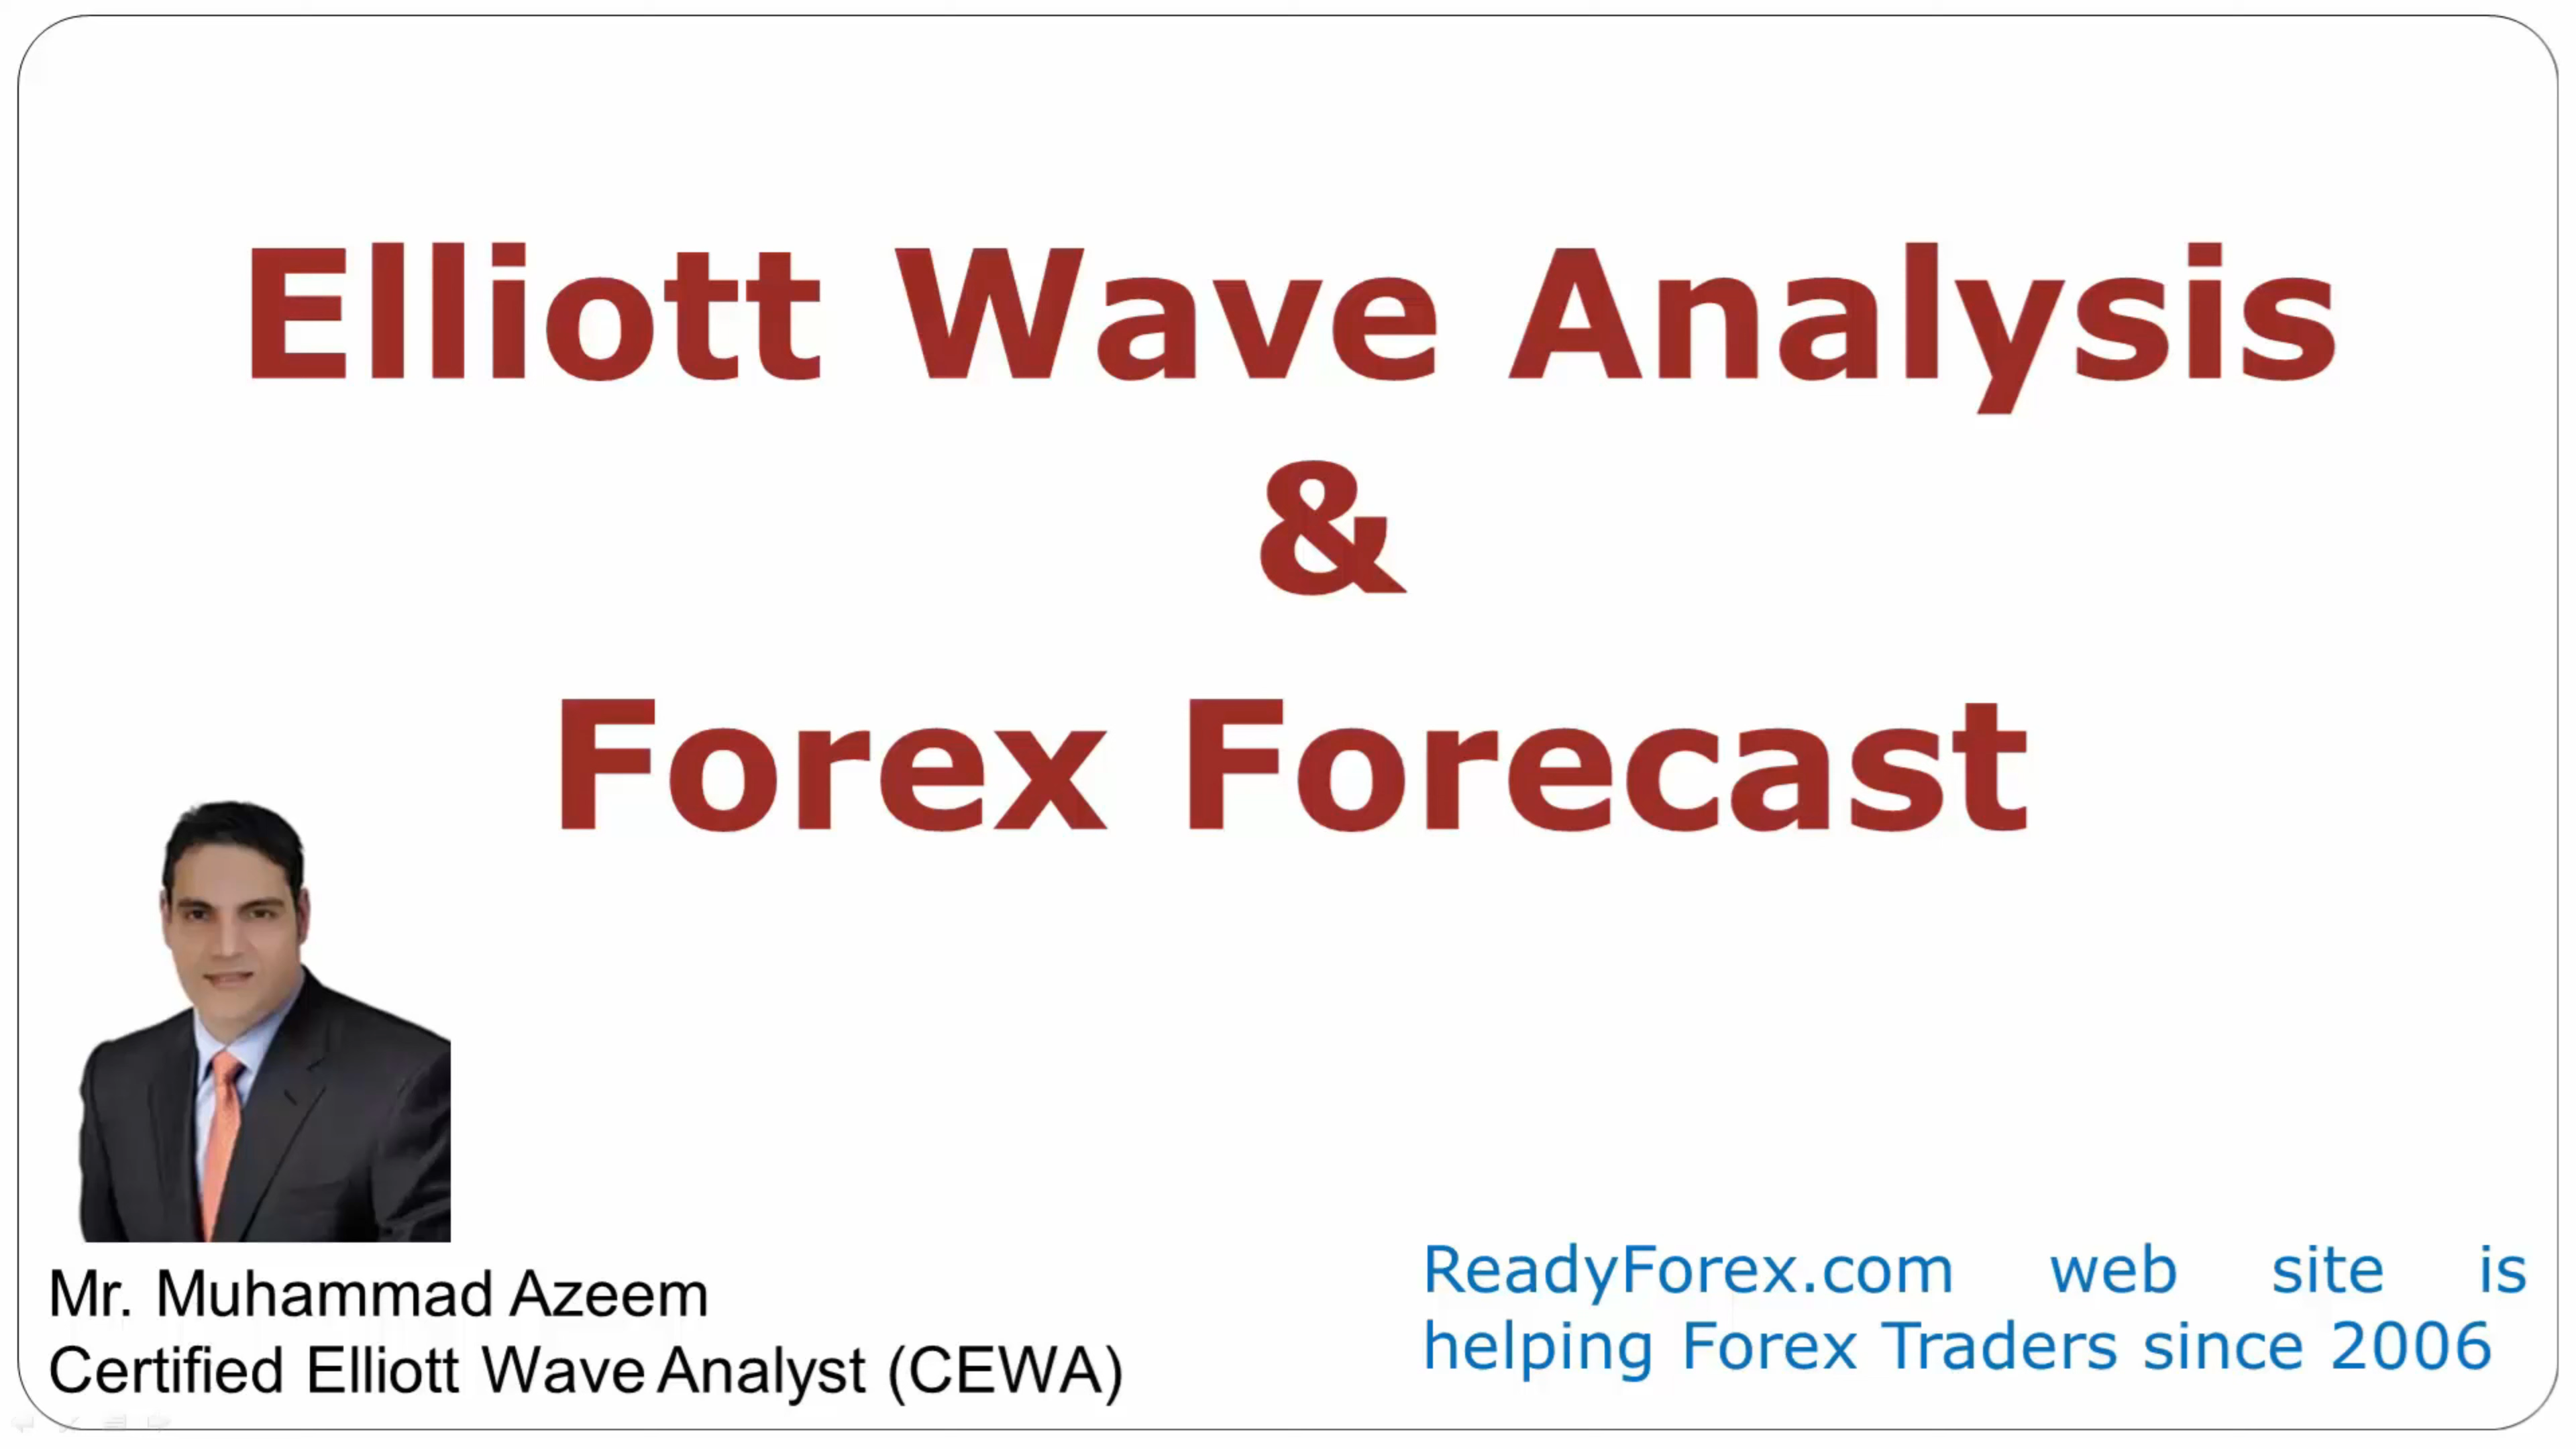 Elliott Wave Analysis
&
Forex Forecast
Mr. Muhammad Azeem
Certified Elliott Wave Analyst (CEWA)
ReadyForex.com web site is
helping Forex Traders since 2006